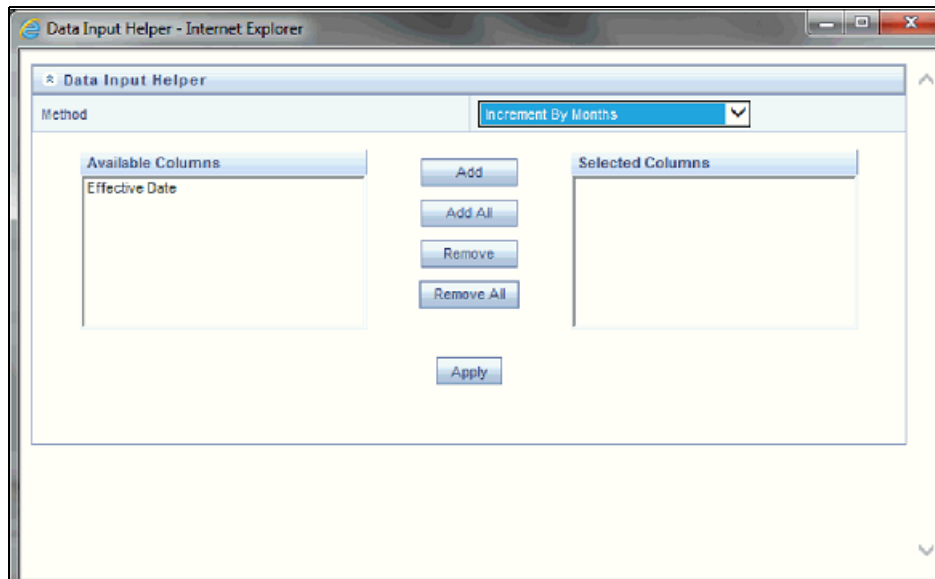 Data Input Helper - Internet Explorer
Data Input Helper
Method
Increment By Months
Available Columns
Effective Date
Add
Add All
Remove
Remove All
Selected Columns
Apply